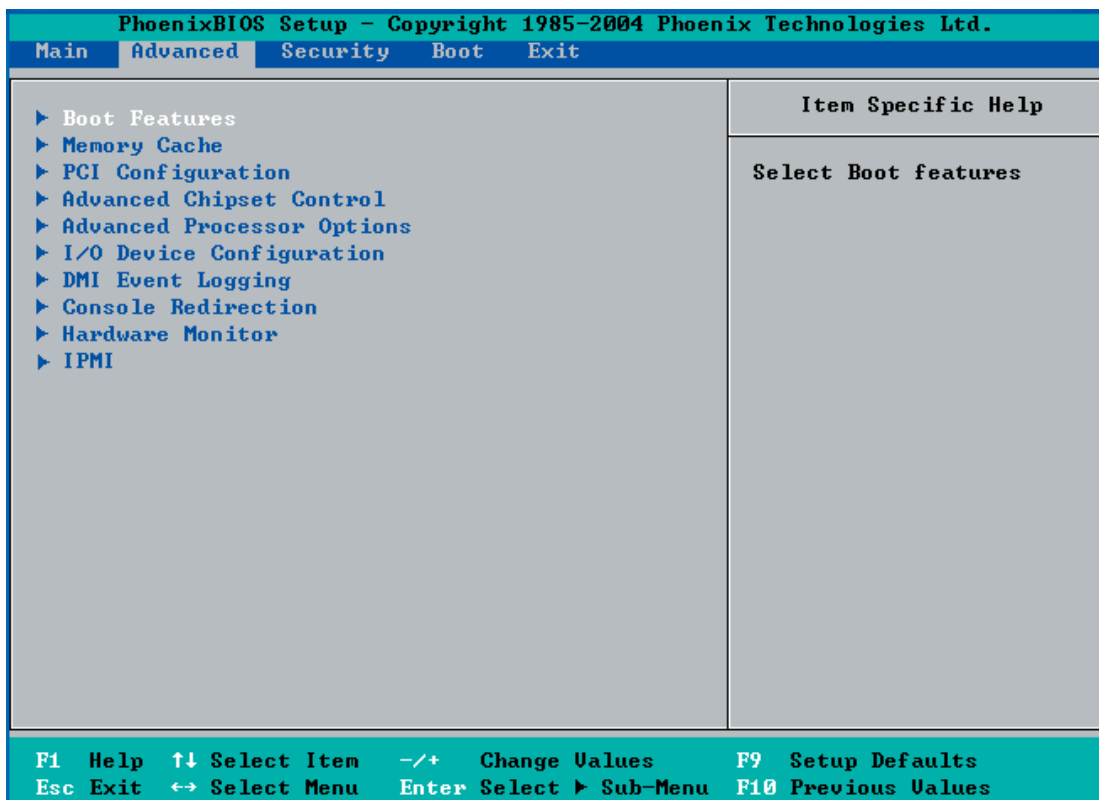 PhoenixBIOS Setup - Copyright 1985-2004 Phoenix Technologies Ltd.
Main Advanced Security Boot Exit
Item Specific Help
Select Boot features
▶ Boot Features
▶ Memory Cache
▶ PCI Configuration
▶ Advanced Chipset Control
▶ Advanced Processor Options
▶ I/O Device Configuration
▶ DMI Event Logging
▶ Console Redirection
▶ Hardware Monitor
▶ IPMI
F1 Help ↑↓ Select Item -/+ Change Values F9 Setup Defaults
Esc Exit ↔ Select Menu Enter Select ▶ Sub-Menu F10 Previous Values